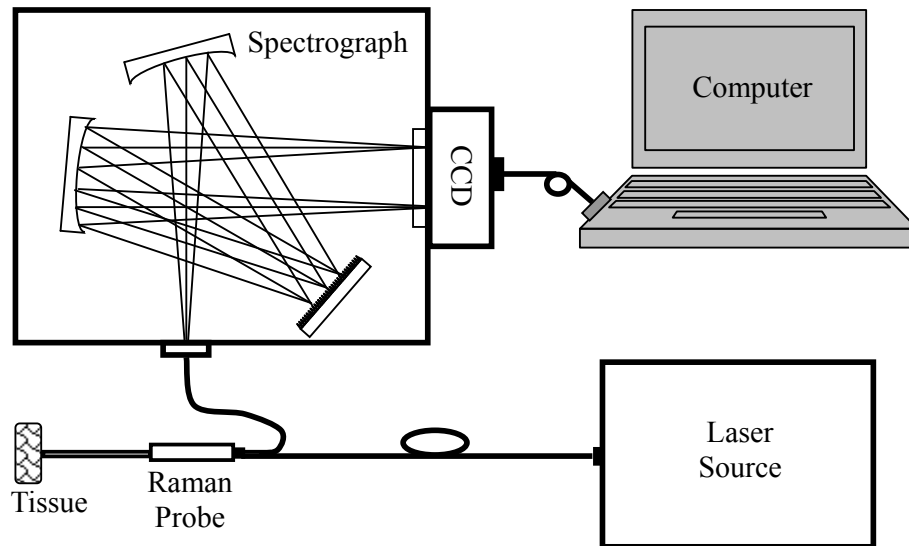 Spectrograph
Computer
CCD
Laser
Source
Tissue
Raman
Probe